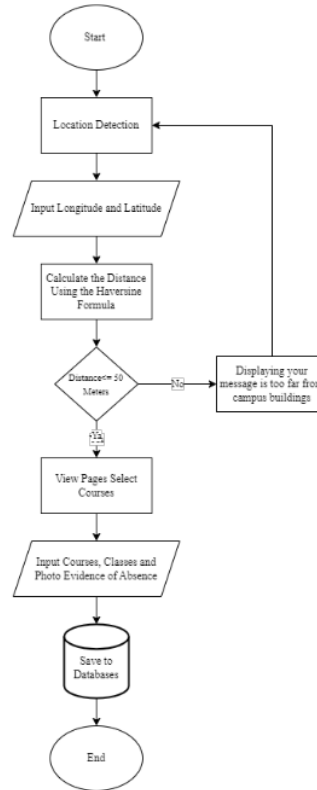 Start
Location Detection
Input Longitude and Latitude
Calculate the Distance
Using the Haversine
Formula
Distance<= 50
Meters
No
Displaying your
message is too far from
campus buildings
Ya
View Pages Select
Courses
Input Courses, Classes and
Photo Evidence of Absence
Save to
Databases
End